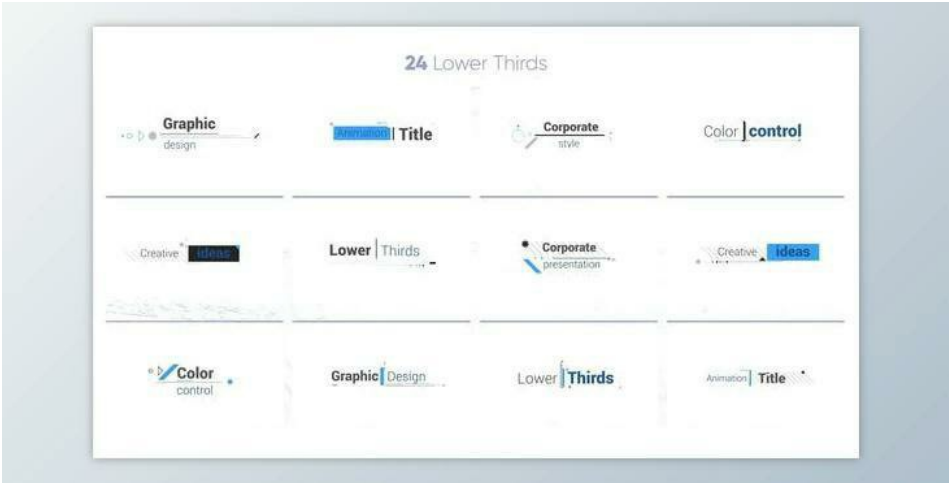 24 Lower Thirds
Graphic
design
Animation Title
Corporate
style
Color control
Creative ideas
Lower Thirds
Corporate
presentation
Creative ideas
Color
control
Graphic Design
Lower Thirds
Animation Title